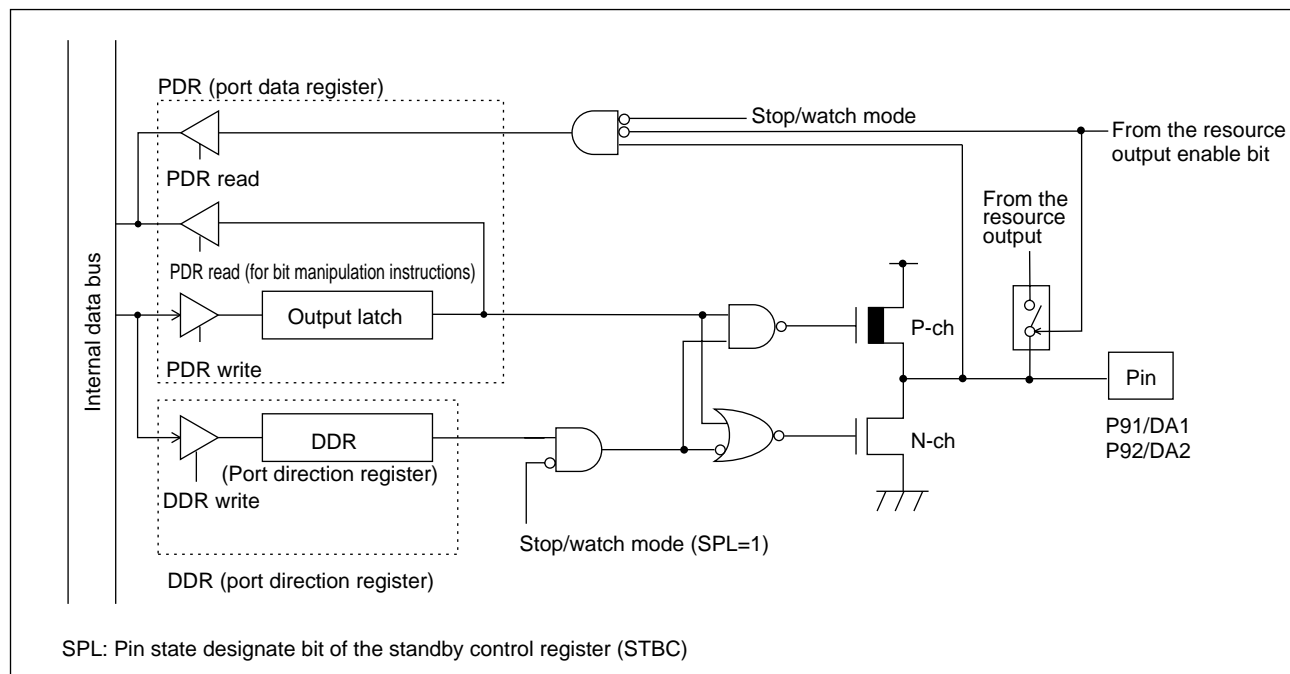 PDR (port data register)
Stop/watch mode
From the resource
output enable bit
PDR read
From the
resource
output
PDR read (for bit manipulation instructions)
Internal data bus
Output latch
P-ch
PDR write
Pin
DDR
N-ch
P91/DA1
P92/DA2
(Port direction register)
DDR write
Stop/watch mode (SPL=1)
DDR (port direction register)
SPL: Pin state designate bit of the standby control register (STBC)